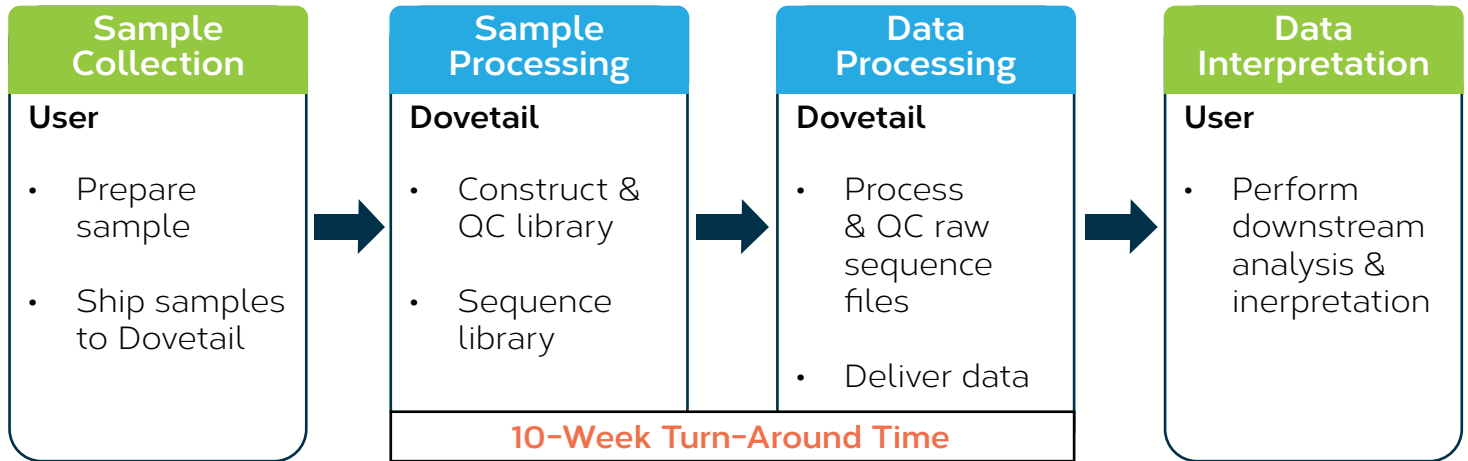 Sample
Collection
User
• Prepare
sample
• Ship samples
to Dovetail
Sample
Processing
Dovetail
• Construct &
QC library
• Sequence
library
Data
Processing
Dovetail
• Process
& QC raw
sequence
files
• Deliver data
10-Week Turn-Around Time
Data
Interpretation
User
• Perform
downstream
analysis &
inerpretation